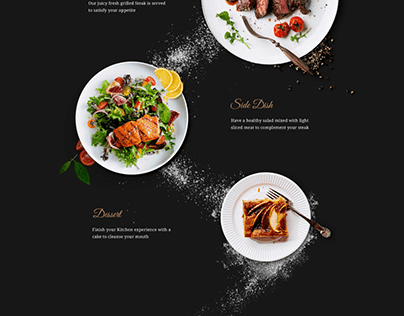 Our juicy fresh grilled Steak is served
to satisfy your appetite
Side Dish
Have a healthy salad mixed with light
sliced meat to complement your steak
Dessert
Finish your Kitchen experience with a
cake to cleanse your mouth